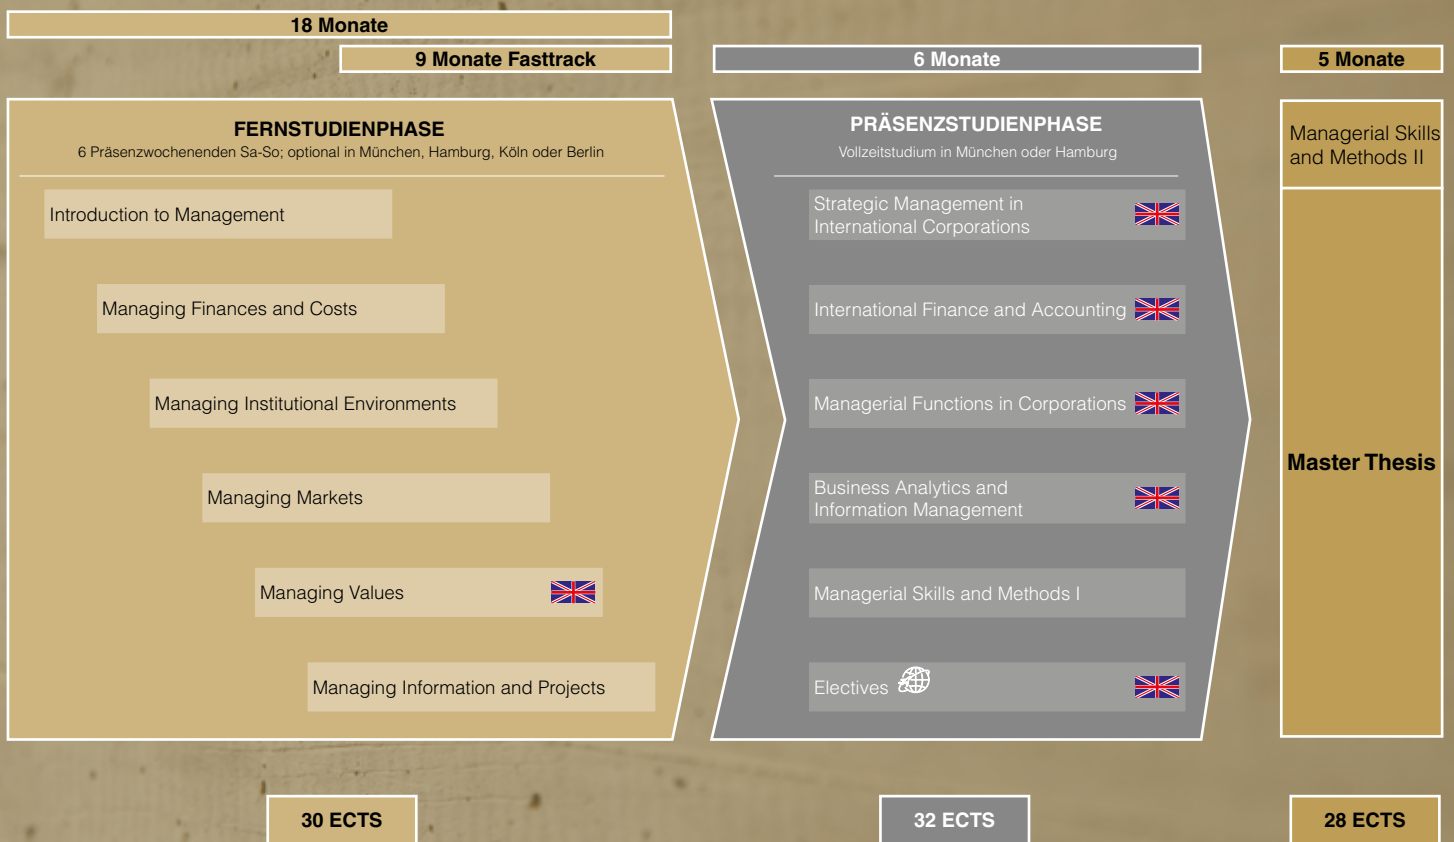 18 Monate
9 Monate Fasttrack
6 Monate
5 Monate
FERNSTUDIENPHASE
6 Präsenzwochenenden Sa-So; optional in München, Hamburg, Köln oder Berlin
Introduction to Management
Managing Finances and Costs
Managing Institutional Environments
Managing Markets
Managing Values
Managing Information and Projects
PRÄSENZSTUDIENPHASE
Vollzeitstudium in München oder Hamburg
Strategic Management in
International Corporations
International Finance and Accounting
Managerial Functions in Corporations
Business Analytics and
Information Management
Managerial Skills and Methods I
Electives
Managerial Skills
and Methods II
Master Thesis
30 ECTS
32 ECTS
28 ECTS